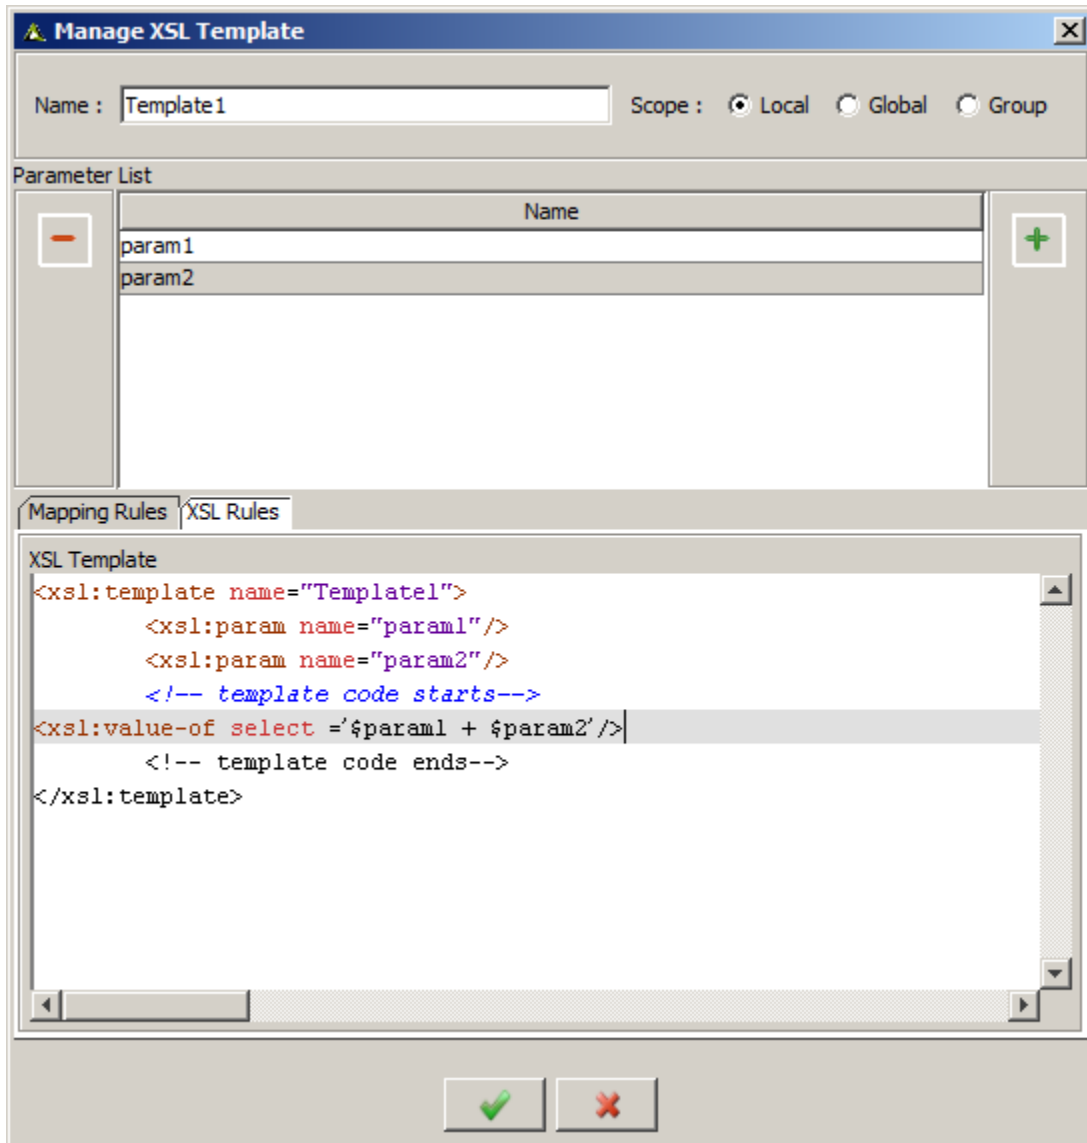 Manage XSL Template
Name : Template1 Scope : Local Global Group
Parameter List
Name
param1
param2
Mapping Rules XSL Rules
XSL Template
<xsl:template name="Template1">
<xsl:param name="param1"/>
<xsl:param name="param2"/>
<!-- template code starts-->
<xsl:value-of select ='$param1 + $param2'/>
<!-- template code ends-->
</xsl:template>